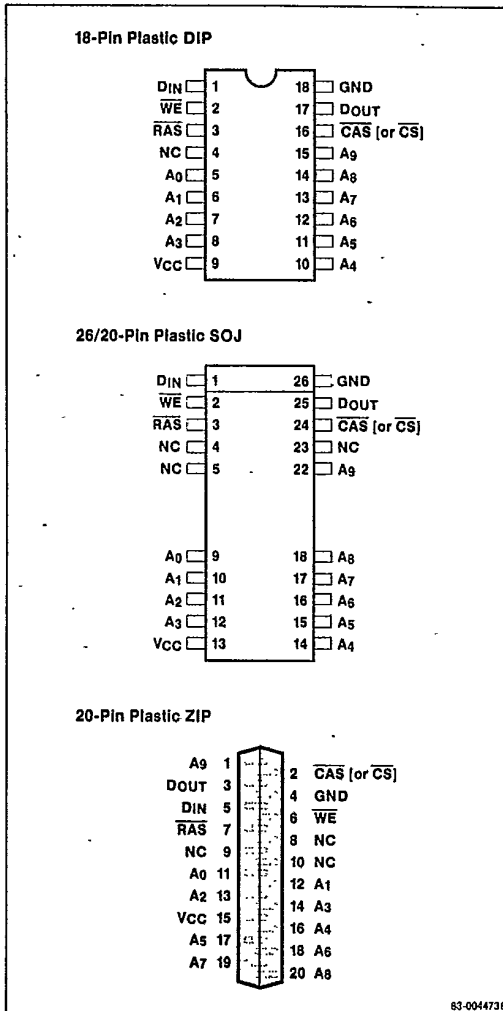 18-Pin Plastic DIP
DIN 1 18 GND
WE 2 17 DOUT
RAS 3 16 CAS [or CS]
NC 4 15 A9
A0 5 14 A8
A1 6 13 A7
A2 7 12 A6
A3 8 11 A5
VCC 9 10 A4
26/20-Pin Plastic SOJ
DIN 1 26 GND
WE 2 25 DOUT
RAS 3 24 CAS [or CS]
NC 4 23 NC
NC 5 22 A9
A0 9 18 A8
A1 10 17 A7
A2 11 16 A6
A3 12 15 A5
VCC 13 14 A4
20-Pin Plastic ZIP
A9 1
2 CAS [or CS]
DOUT 3
4 GND
DIN 5
6 WE
RAS 7
8 NC
NC 9
10 NC
A0 11
12 A1
A2 13
14 A3
VCC 15
16 A4
A5 17
18 A6
A7 19
20 A8